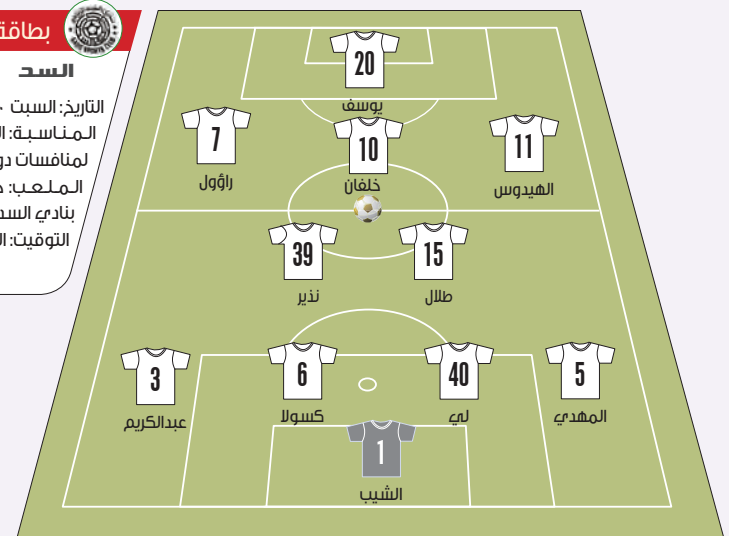 بطاقة
السد
التاريخ: السبت
المناسبة:
لمنافسات
الملعب:
بنادي السد
التوقيت:
20
يوسف
11
الهيدوس
10
خلفان
7
راؤول
15
طلال
39
نذير
5
المهدي
40
لي
6
كسولا
3
عبدالكريم
1
الشيب